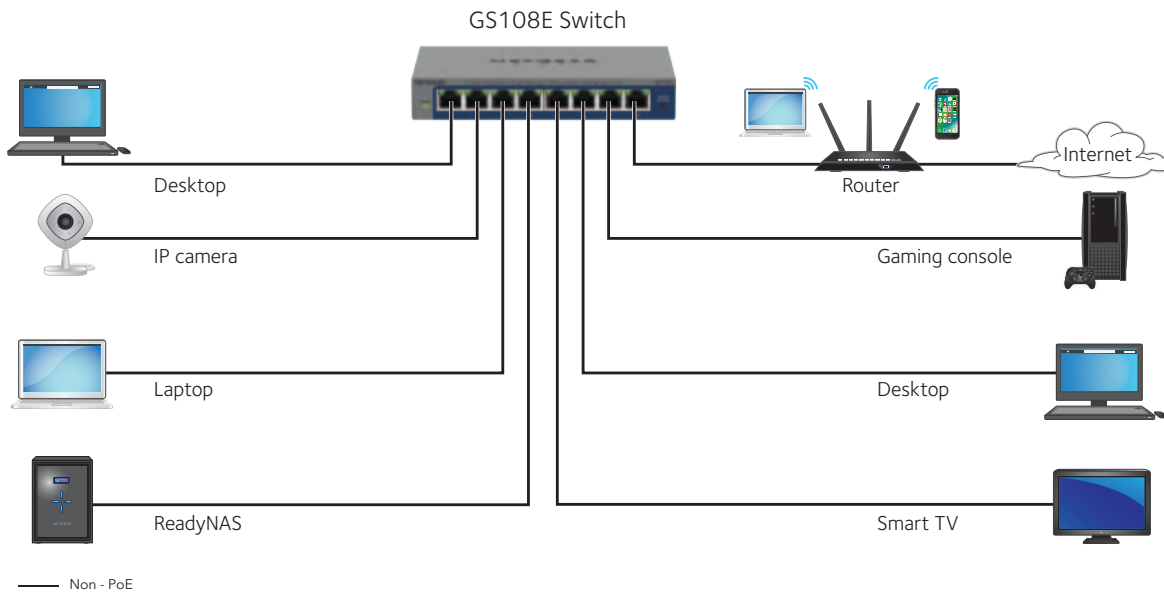 GS108E Switch
Desktop
Router
Internet
IP camera
Gaming console
Laptop
Desktop
ReadyNAS
Smart TV
Non - PoE